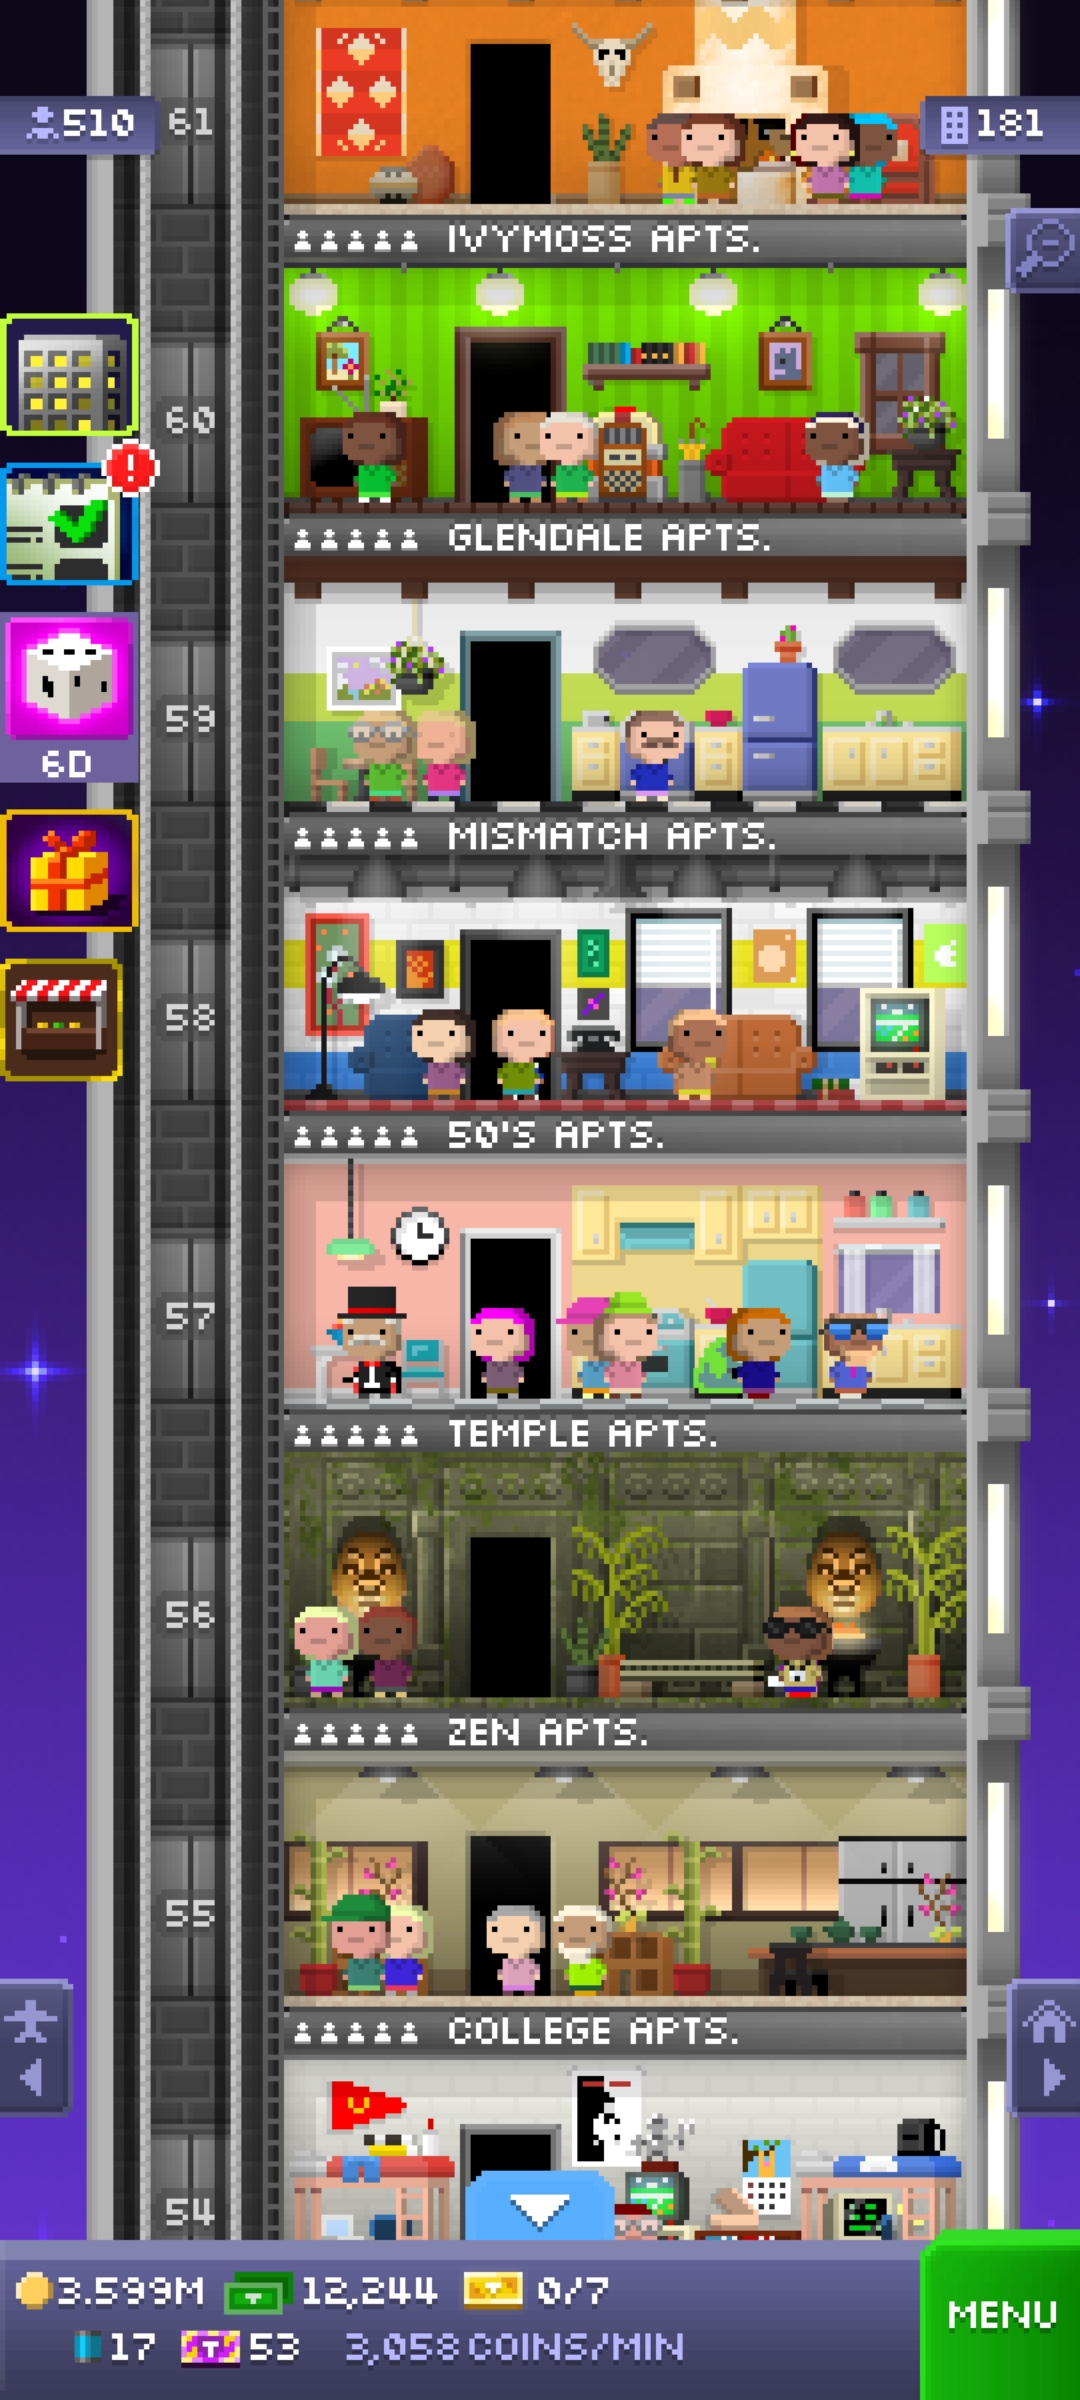 510
61
181
IVYMOSS APTS.
60
GLENDALE APTS.
59
6D
MISMATCH APTS.
58
50'S APTS.
57
TEMPLE APTS.
56
ZEN APTS.
55
COLLEGE APTS.
54
3.599M
12,244
0/7
MENU
17
T
53
3,058 COINS/MIN